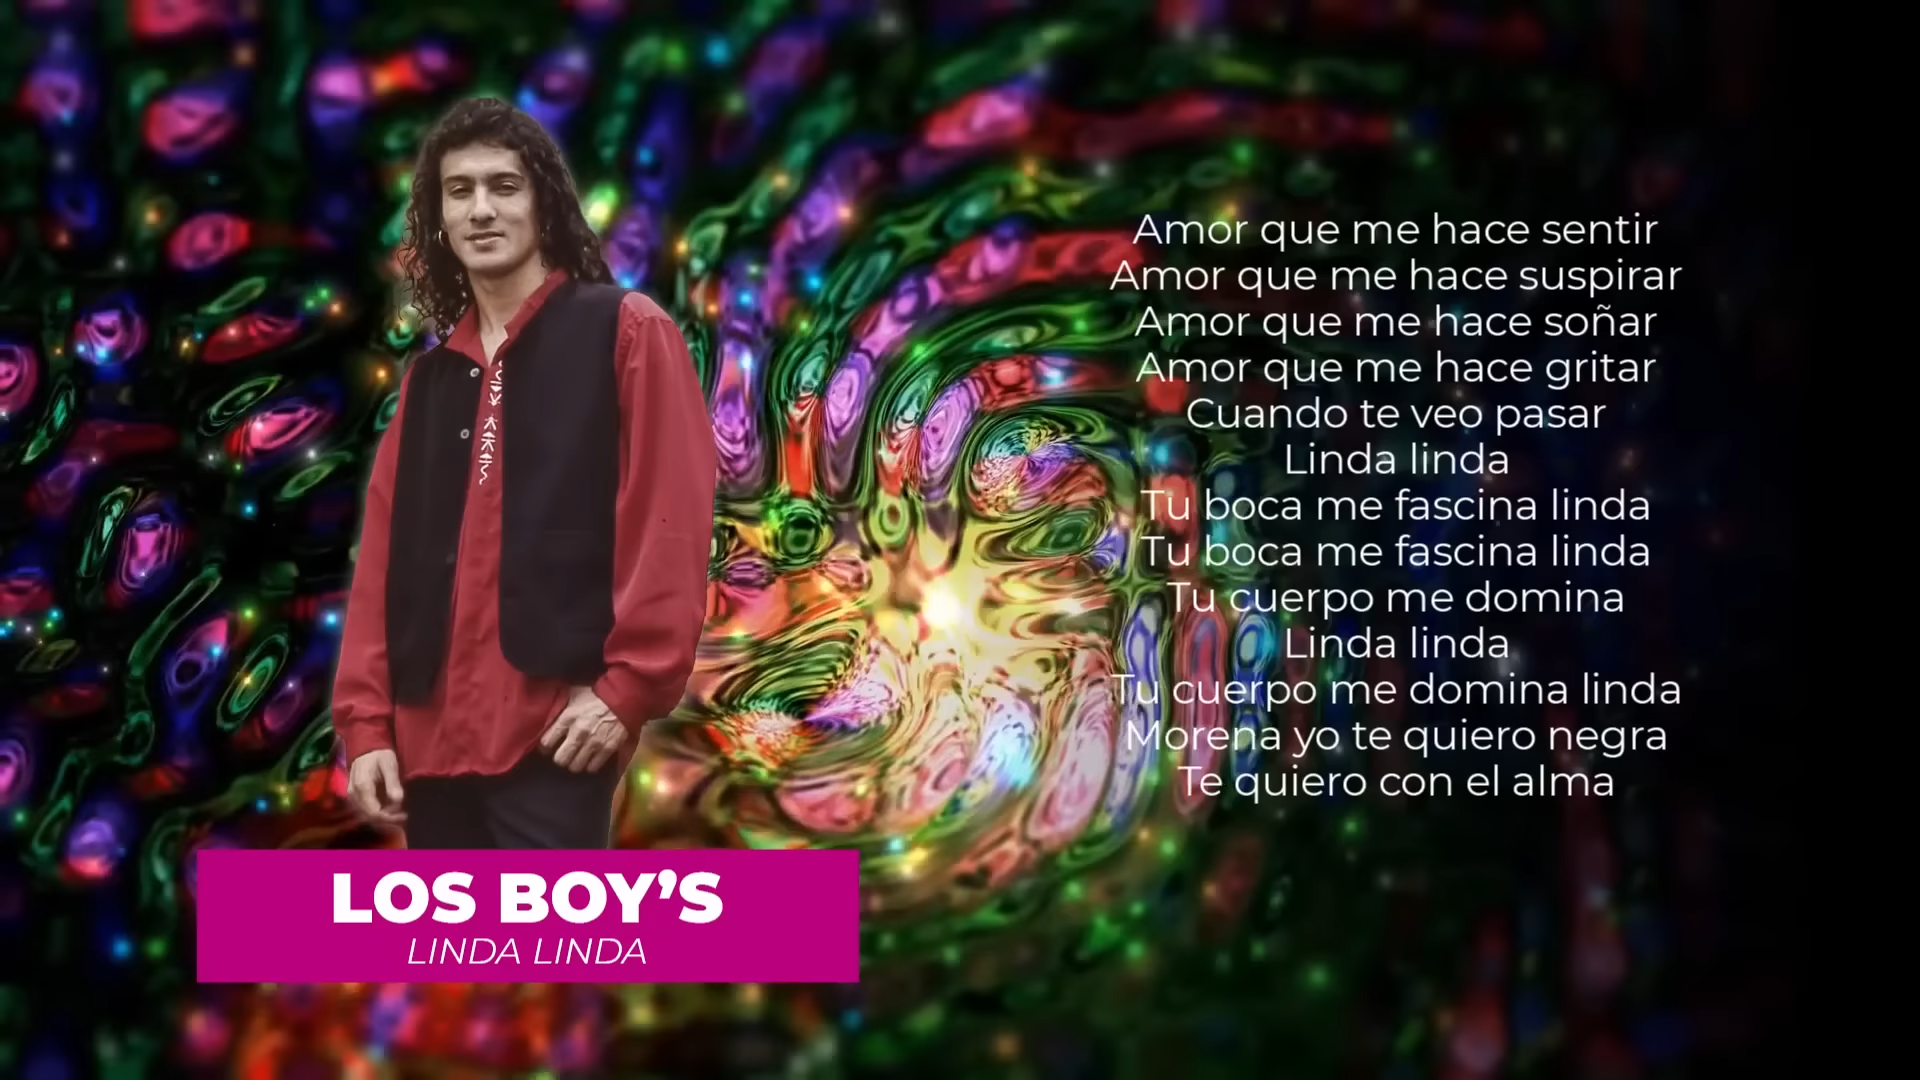 Amor que me hace sentir
Amor que me hace suspirar
Amor que me hace soñar
Amor que me hace gritar
Cuando te veo pasar
Linda linda
Tu boca me fascina linda
Tu boca me fascina linda
Tu cuerpo me domina
Linda linda
Tu cuerpo me domina linda
Morena yo te quiero negra
Te quiero con el alma
LOS BOY’S
LINDA LINDA